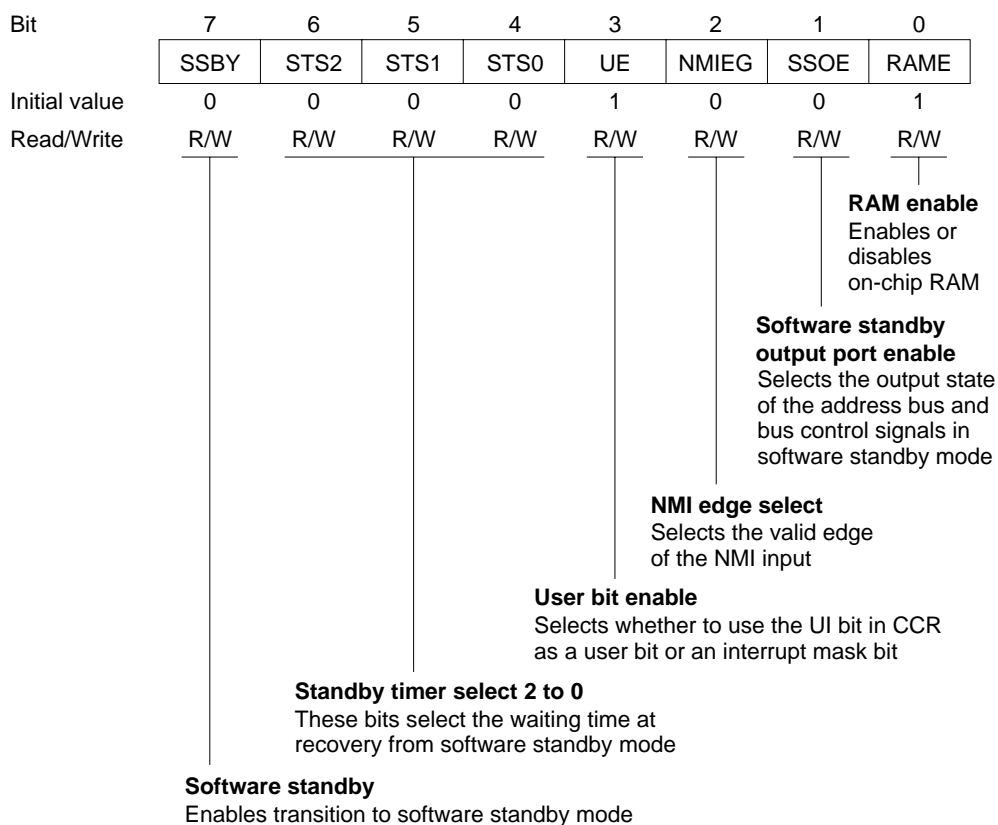 Bit 7 6 5 4 3 2 1 0
SSBY STS2 STS1 STS0 UE NMIEG SSOE RAME
Initial value 0 0 0 0 1 0 0 1
Read/Write R/W R/W R/W R/W R/W R/W R/W R/W
RAM enable
Enables or
disables
on-chip RAM
Software standby
output port enable
Selects the output state
of the address bus and
bus control signals in
software standby mode
NMI edge select
Selects the valid edge
of the NMI input
User bit enable
Selects whether to use the UI bit in CCR
as a user bit or an interrupt mask bit
Standby timer select 2 to 0
These bits select the waiting time at
recovery from software standby mode
Software standby
Enables transition to software standby mode